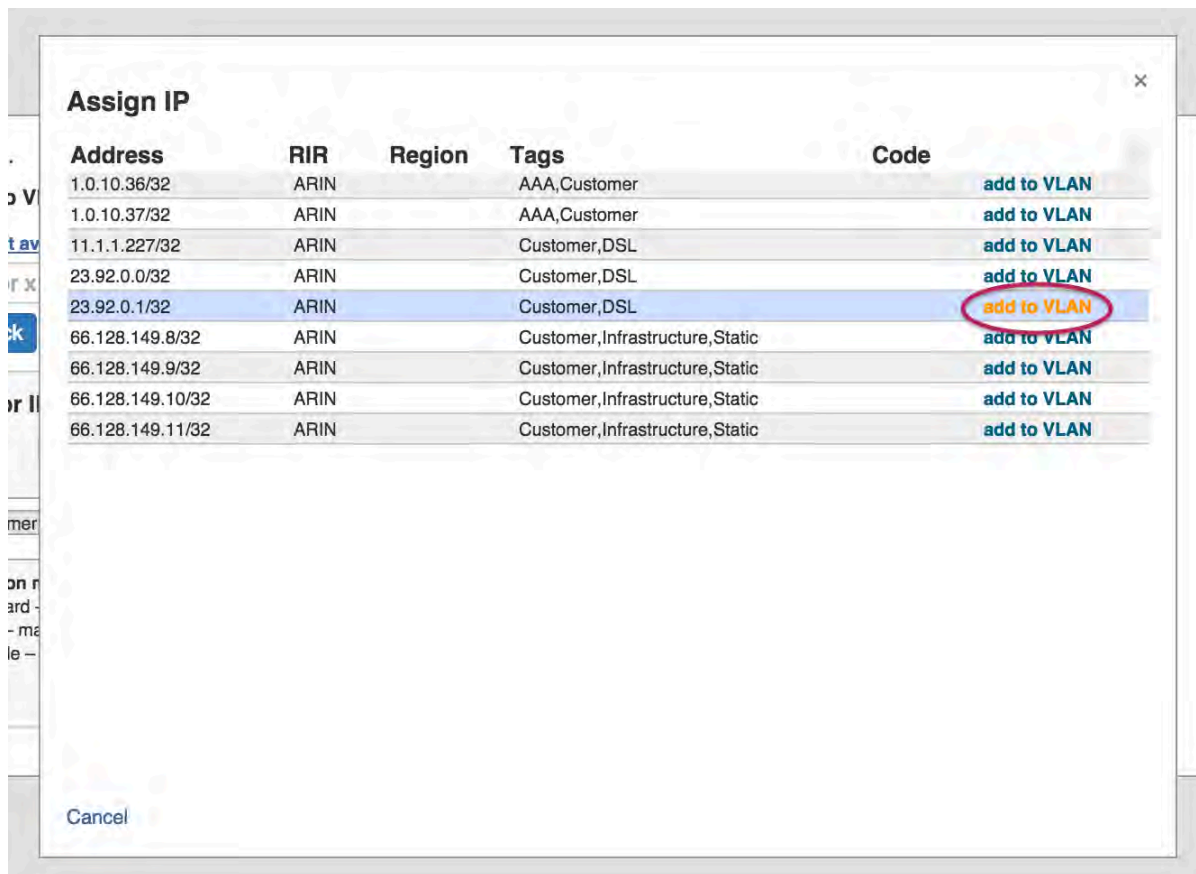 ×
Assign IP
Address RIR Region Tags Code
1.0.10.36/32 ARIN AAA,Customer add to VLAN
1.0.10.37/32 ARIN AAA,Customer add to VLAN
11.1.1.227/32 ARIN Customer,DSL add to VLAN
23.92.0.0/32 ARIN Customer,DSL add to VLAN
23.92.0.1/32 ARIN Customer,DSL add to VLAN
66.128.149.8/32 ARIN Customer,Infrastructure,Static add to VLAN
66.128.149.9/32 ARIN Customer,Infrastructure,Static add to VLAN
66.128.149.10/32 ARIN Customer,Infrastructure,Static add to VLAN
66.128.149.11/32 ARIN Customer,Infrastructure,Static add to VLAN
Cancel